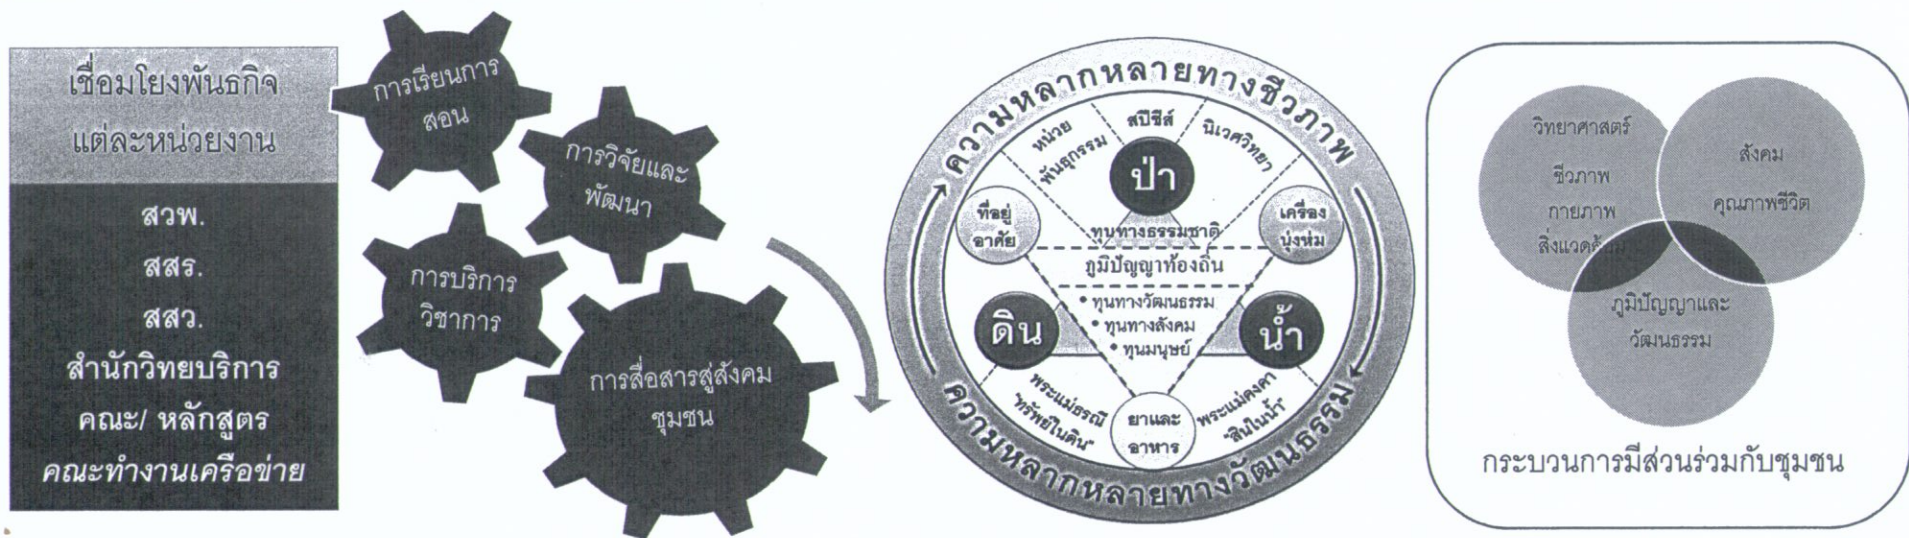 เชื่อมโยงพันธกิจ
แต่ละหน่วยงาน
สวพ.
สสร.
สสว.
สำนักวิทยบริการ
คณะ/ หลักสูตร
คณะทำงานเครือข่าย
การเรียนการ
สอน
การวิจัยและ
พัฒนา
การบริการ
วิชาการ
การสื่อสารสู่สังคม
ชุมชน
ความหลากหลายทางชีวภาพ
หน่วย
พันธุกรรม
สปีชีส์
นิเวศวิทยา
ป่า
ที่อยู่
อาศัย
เครื่อง
นุ่งห่ม
ทุนทางธรรมชาติ
ภูมิปัญญาท้องถิ่น
• ทุนทางวัฒนธรรม
• ทุนทางสังคม
• ทุนมนุษย์
ดิน
น้ำ
พระแม่ธรณี
"ทรัพย์ในดิน"
ยาและ
อาหาร
พระแม่คงคา
"สินในน้ำ"
ความหลากหลายทางวัฒนธรรม
วิทยาศาสตร์
ชีวภาพ
กายภาพ
สิ่งแวดล้อม
สังคม
คุณภาพชีวิต
ภูมิปัญญาและ
วัฒนธรรม
กระบวนการมีส่วนร่วมกับชุมชน